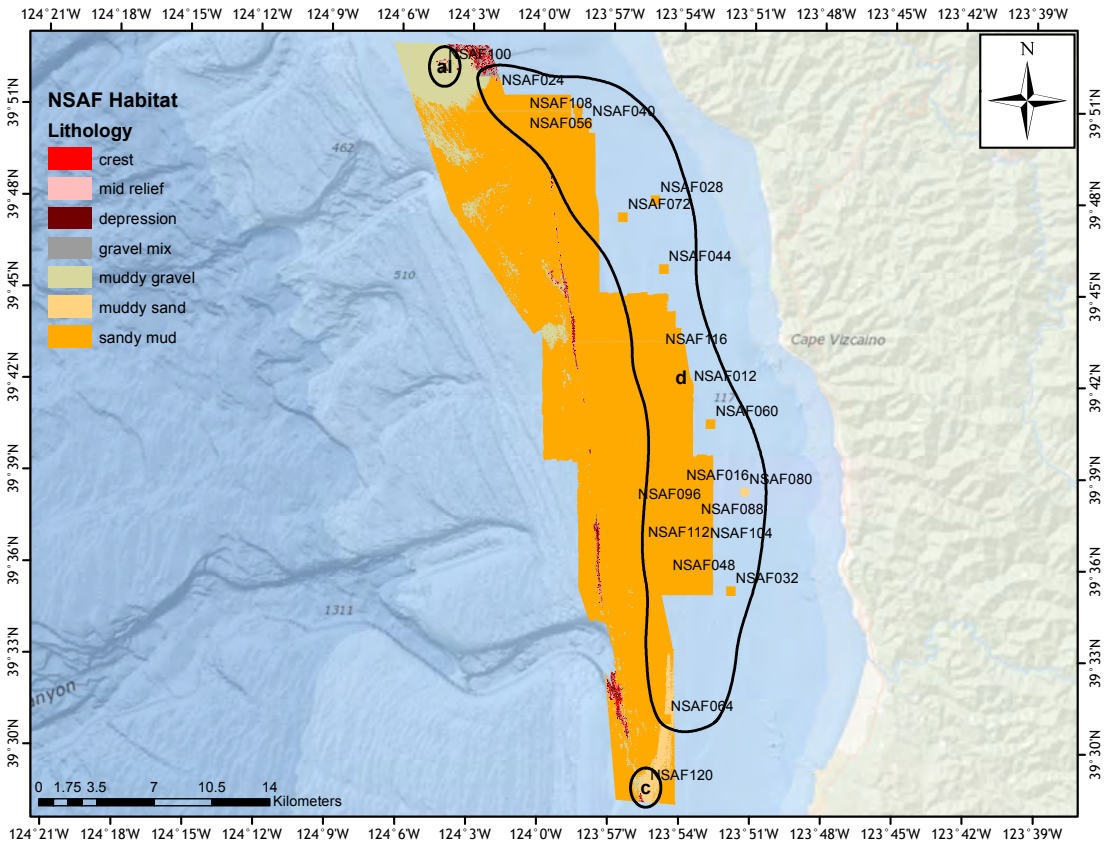 124°21'W 124°12'W 124°9'W 124°6'W 124°3'W 124°0'W 123°57'W 123°54'W 123°51'W 123°48'W 123°45'W 123°42'W 123°39'W
N
NSAF100
al
NSAF024
NSAF Habitat
Lithology
crest
mid relief
depression
gravel mix
muddy gravel
muddy sand
sandy mud
NSAF108
NSAF040
NSAF056
462
NSAF028
NSAF072
NSAF044
510
NSAF116
Cape Vizcaino
d
NSAF012
117
NSAF060
NSAF016
NSAF080
NSAF096
NSAF088
NSAF112
NSAF104
NSAF048
NSAF032
1311
anyon
NSAF064
NSAF120
c
0 1.75 3.5 7 10.5 14
Kilometers
39°51'N
39°48'N
39°45'N
39°42'N
39°39'N
39°36'N
39°33'N
39°30'N
39°51'N
39°48'N
39°45'N
39°42'N
39°39'N
39°36'N
39°33'N
39°30'N
124°21'W 124°18'W 124°12'W 124°9'W 124°6'W 124°3'W 124°0'W 123°57'W 123°54'W 123°51'W 123°48'W 123°45'W 123°42'W 123°39'W